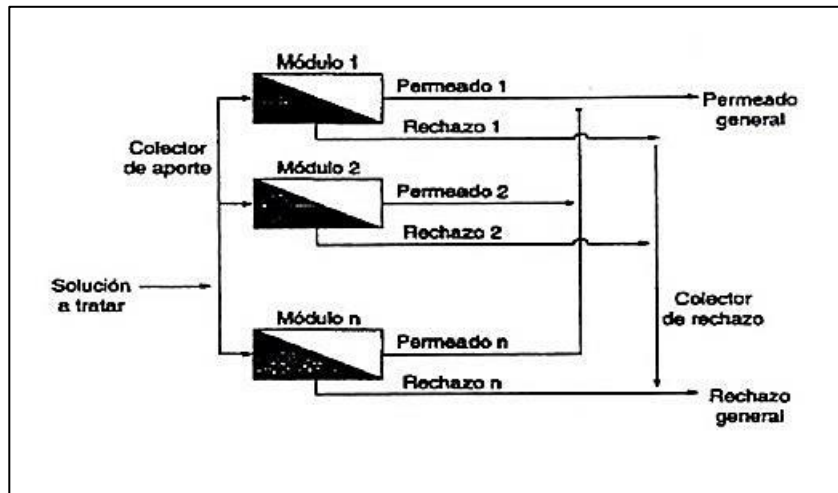 Módulo 1
Permeado 1
Permeado
general
Rechazo 1
Colector
de aporte
Módulo 2
Permeado 2
Rechazo 2
Solución
a tratar
Colector
de rechazo
Módulo n
Permeado n
Rechazo n
Rechazo
general